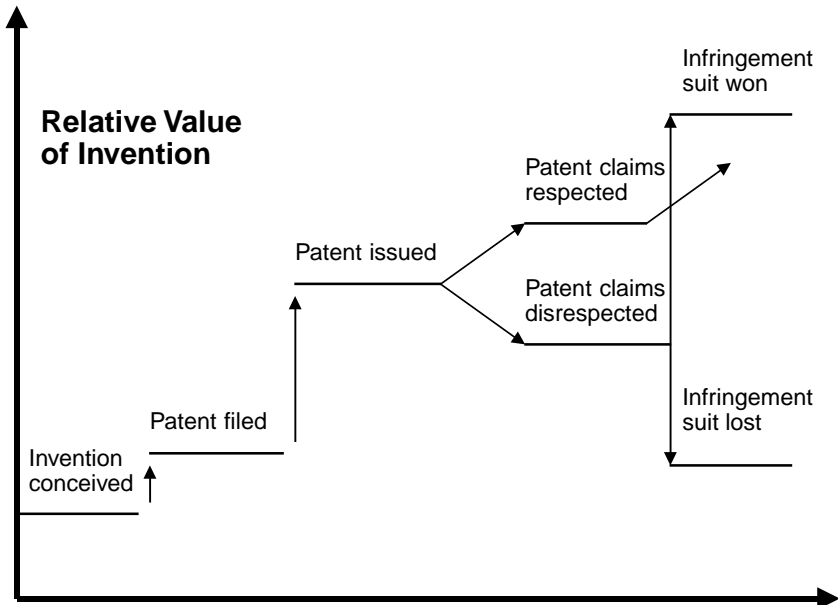 Relative Value
of Invention
Invention
conceived
Patent filed
Patent issued
Patent claims
respected
Patent claims
disrespected
Infringement
suit won
Infringement
suit lost